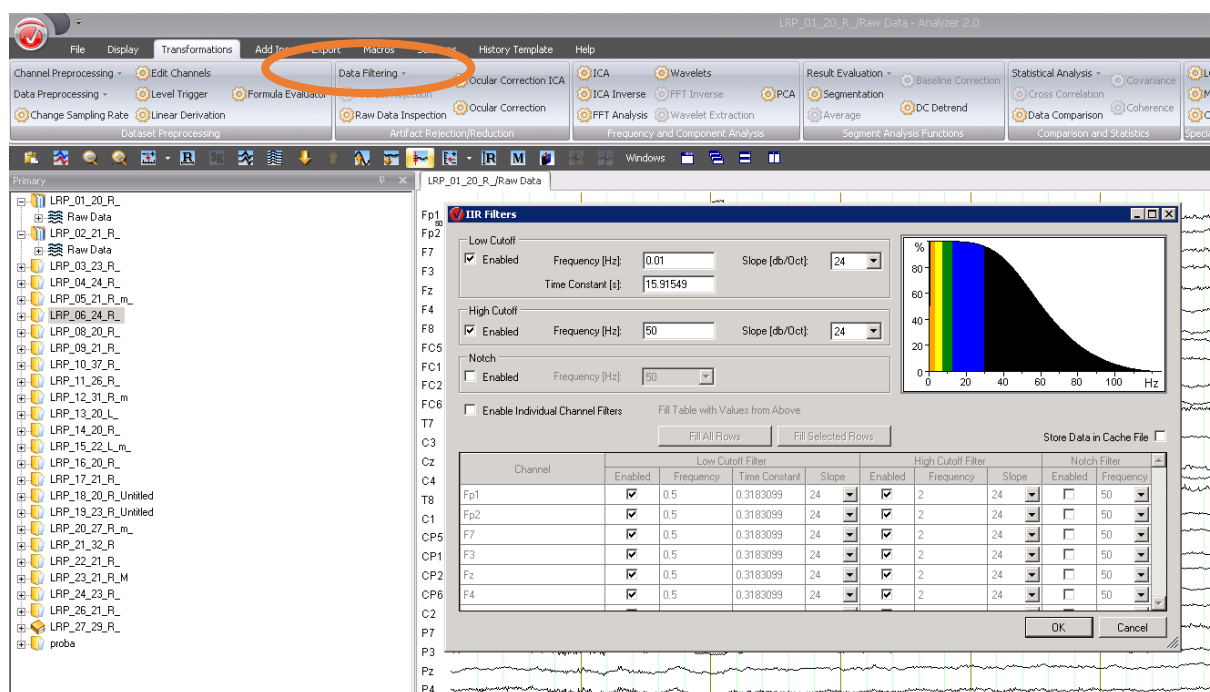 LRP_01_20_R_/Raw Data - Analyzer 2.0
File Display Transformations Export Macros History Template Help
Channel Preprocessing Edit Channels Data Filtering Ocular Correction ICA ICA Wavelets Result Evaluation Baseline Correction Statistical Analysis Covariance
Data Preprocessing Level Trigger Formula Evaluator ICA Inverse FFT Inverse PCA Segmentation Cross Correlation
Change Sampling Rate Linear Derivation Raw Data Inspection Ocular Correction FFT Analysis Wavelet Extraction Average DC Detrend Data Comparison Coherence
Dataset Preprocessing Artifact Rejection/Reduction Frequency and Component Analysis Segment Analysis Functions Comparison and Statistics
R Sg R M Windows
Primary
LRP_01_20_R_
Raw Data
LRP_02_21_R_
Raw Data
LRP_03_23_R_
LRP_04_24_R_
LRP_05_21_R_m_
LRP_06_24_R_
LRP_08_20_R_
LRP_09_21_R_
LRP_10_37_R_
LRP_11_26_R_
LRP_12_31_R_m
LRP_13_20_L_
LRP_14_20_R_
LRP_15_22_L_m_
LRP_16_20_R_
LRP_17_21_R_
LRP_18_20_R_Untitled
LRP_19_23_R_Untitled
LRP_20_27_R_m_
LRP_21_32_R
LRP_22_21_R_
LRP_23_21_R_M
LRP_24_23_R_
LRP_26_21_R_
LRP_27_29_R_
proba
LRP_01_20_R_/Raw Data
Fp1
50
Fp2
F7
F3
Fz
F4
F8
FC5
FC1
FC2
FC6
T7
C3
Cz
C4
T8
C1
CP5
CP1
CP2
CP6
C2
P7
P3
Pz
P4
IIR Filters
Low Cutoff
Enabled Frequency [Hz]: 0.01 Slope [db/Oct]: 24
Time Constant [s]: 15.91549
High Cutoff
Enabled Frequency [Hz]: 50 Slope [db/Oct]: 24
Notch
Enabled Frequency [Hz]: 50
%
80
60
40
20
0
0 20 40 60 80 100 Hz
Enable Individual Channel Filters Fill Table with Values from Above
Fill All Rows Fill Selected Rows Store Data in Cache File
Channel Low Cutoff Filter High Cutoff Filter Notch Filter
Enabled Frequency Time Constant Slope Enabled Frequency Slope Enabled Frequency
Fp1 0.5 0.3183099 24 2 24 50
Fp2 0.5 0.3183099 24 2 24 50
F7 0.5 0.3183099 24 2 24 50
F3 0.5 0.3183099 24 2 24 50
Fz 0.5 0.3183099 24 2 24 50
F4 0.5 0.3183099 24 2 24 50
OK Cancel